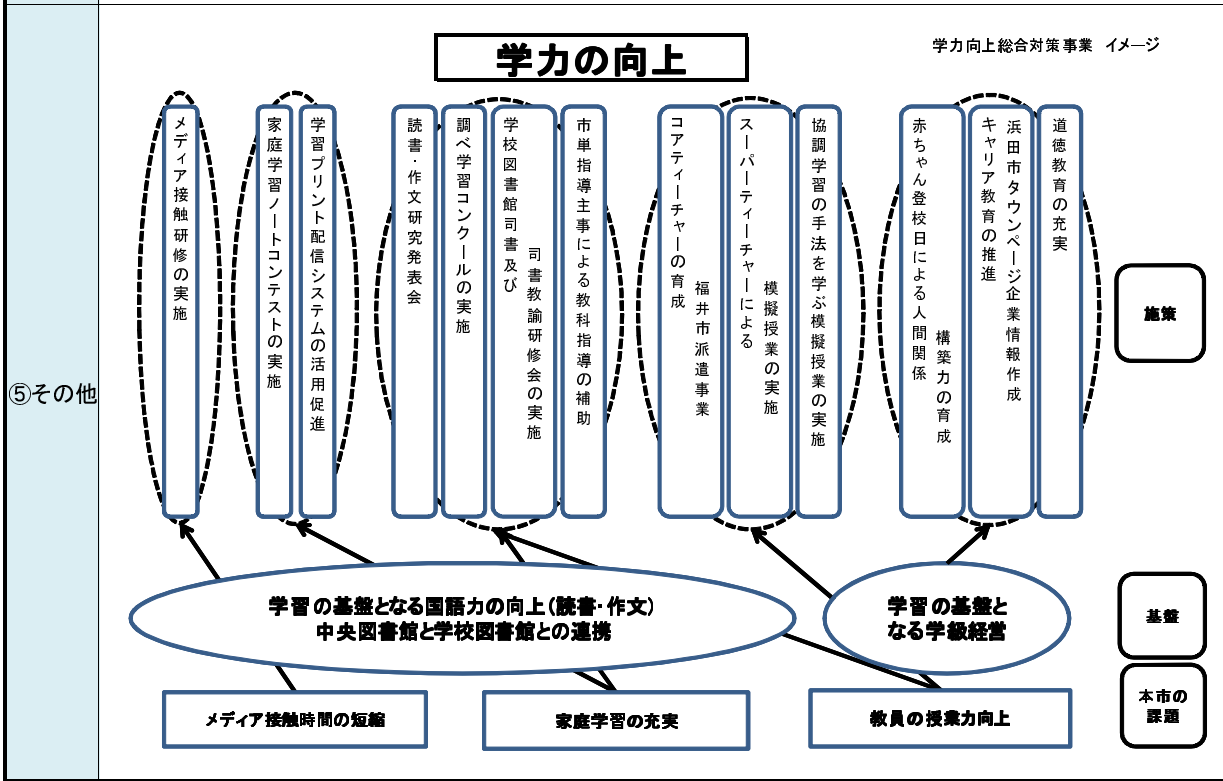 学力向上総合対策事業 イメージ
学力の向上
メディア接触研修の実施
家庭学習ノートコンテストの実施
学習プリント配信システムの活用促進
読書・作文研究発表会
調べ学習コンクールの実施
学校図書館司書及び
司書教諭研修会の実施
市単指導主事による教科指導の補助
コアティーチャーの育成
福井市派遣事業
スーパーティーチャーによる
模擬授業の実施
協調学習の手法を学ぶ模擬授業の実施
赤ちゃん登校日による人間関係
構築力の育成
キャリア教育の推進
浜田市タウンページ企業情報作成
道徳教育の充実
施策
⑤その他
学習の基盤となる国語力の向上(読書・作文)
中央図書館と学校図書館との連携
学習の基盤と
なる学級経営
基盤
メディア接触時間の短縮
家庭学習の充実
教員の授業力向上
本市の
課題